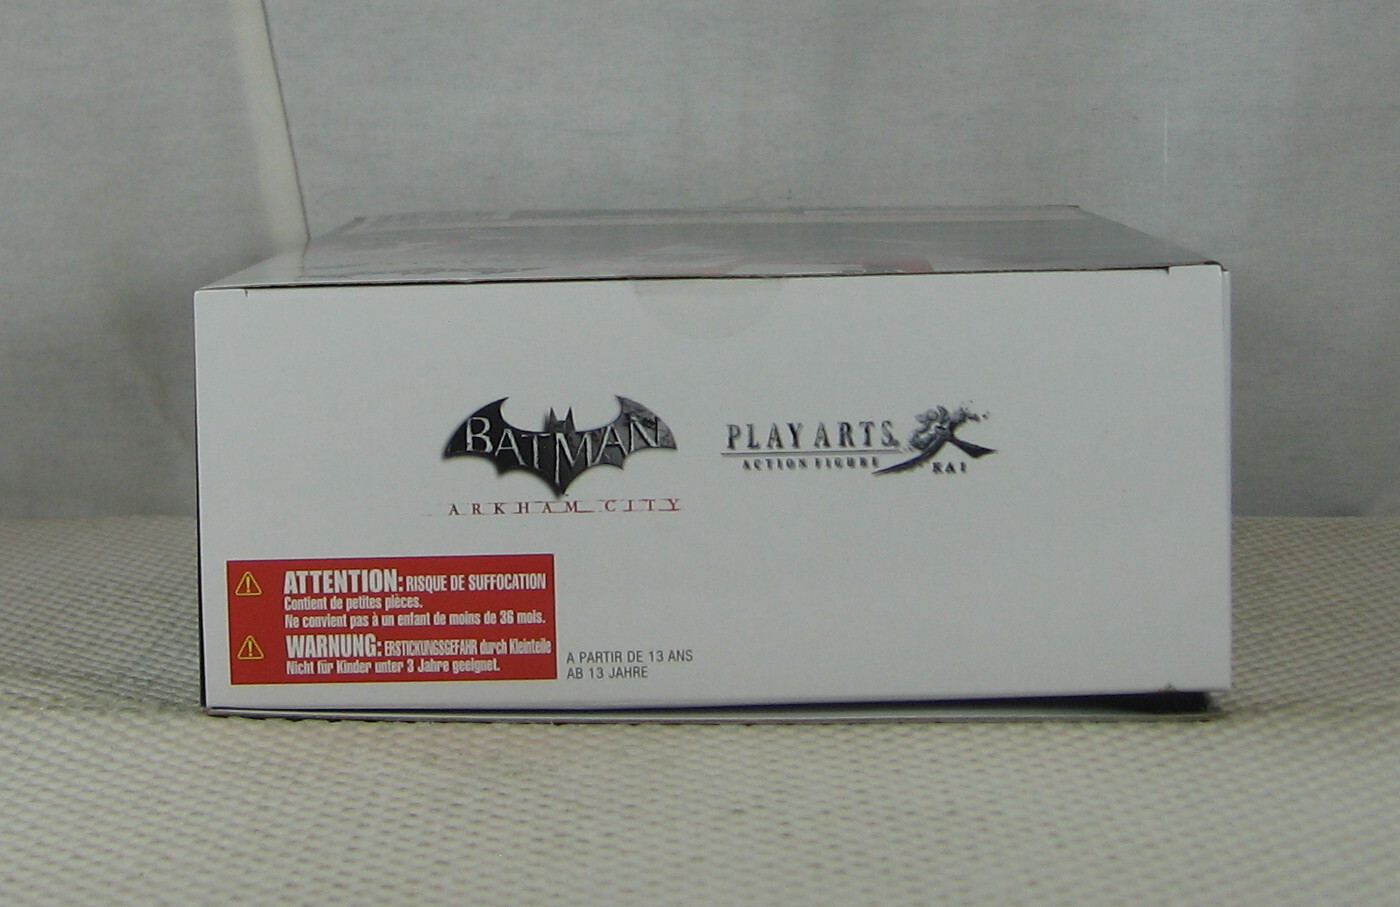 BATMAN
ARKHAM CITY
PLAY ARTS
改
ACTION FIGURE
KAI
ATTENTION: RISQUE DE SUFFOCATION
Contient de petites pièces.
Ne convient pas à un enfant de moins de 36 mois.
WARNUNG: ERSTICKUNGSGEFAHR durch Kleinteile
Nicht für Kinder unter 3 Jahre geeignet.
A PARTIR DE 13 ANS
AB 13 JAHRE